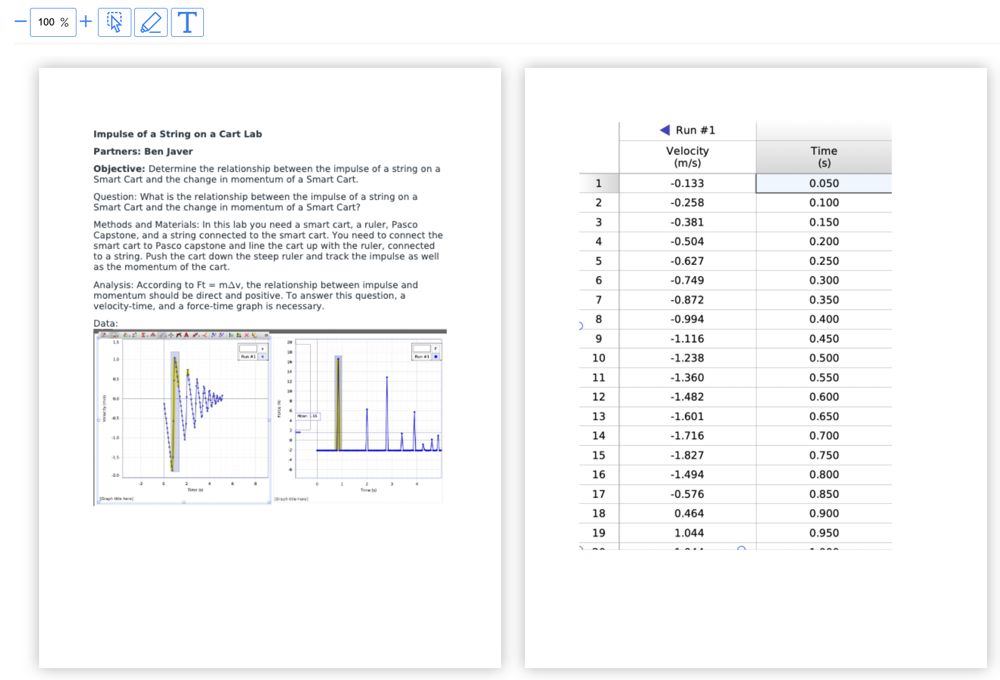 100 %
T
Impulse of a String on a Cart Lab
Partners: Ben Javer
Objective: Determine the relationship between the impulse of a string on a
Smart Cart and the change in momentum of a Smart Cart.
Question: What is the relationship between the impulse of a string on a
Smart Cart and the change in momentum of a Smart Cart?
Methods and Materials: In this lab you need a smart cart, a ruler, Pasco
Capstone, and a string connected to the smart cart. You need to connect the
smart cart to Pasco capstone and line the cart up with the ruler, connected
to a string. Push the cart down the steep ruler and track the impulse as well
as the momentum of the cart.
Analysis: According to Ft = mΔv, the relationship between impulse and
momentum should be direct and positive. To answer this question, a
velocity-time, and a force-time graph is necessary.
Data:
1.5
1.0
0.5
0.0
-0.5
-1.0
-1.5
-2.0
Velocity (m/s)
-2 0 2 4 6 8
Time (s)
[Graph title here]
v
Run #1
20
18
16
14
12
10
8
6
4
2
0
-2
-4
-6
Force (N)
Mean: 1.65
F
Run #1
0 1 2 3 4
Time (s)
[Graph title here]
Run #1
Velocity Time
(m/s) (s)
1 -0.133 0.050
2 -0.258 0.100
3 -0.381 0.150
4 -0.504 0.200
5 -0.627 0.250
6 -0.749 0.300
7 -0.872 0.350
8 -0.994 0.400
9 -1.116 0.450
10 -1.238 0.500
11 -1.360 0.550
12 -1.482 0.600
13 -1.601 0.650
14 -1.716 0.700
15 -1.827 0.750
16 -1.494 0.800
17 -0.576 0.850
18 0.464 0.900
19 1.044 0.950